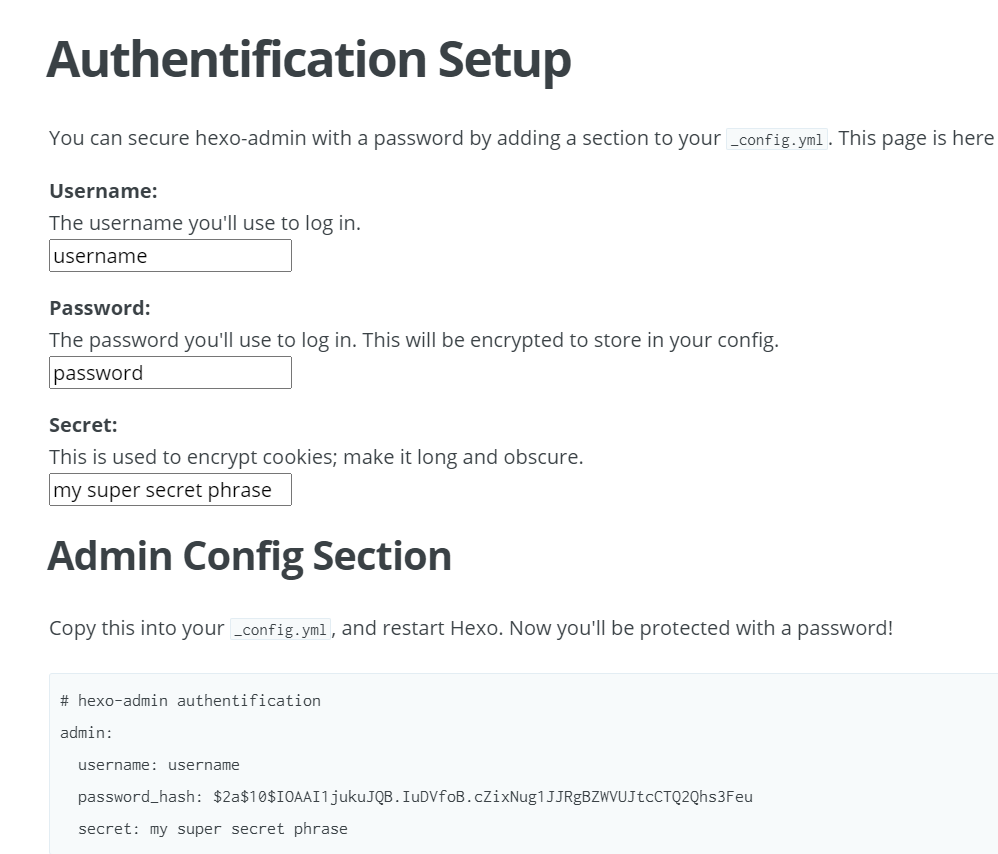 Authentification Setup
You can secure hexo-admin with a password by adding a section to your _config.yml. This page is here
Username:
The username you'll use to log in.
username
Password:
The password you'll use to log in. This will be encrypted to store in your config.
password
Secret:
This is used to encrypt cookies; make it long and obscure.
my super secret phrase
Admin Config Section
Copy this into your _config.yml, and restart Hexo. Now you'll be protected with a password!
# hexo-admin authentification
admin:
username: username
password_hash: $2a$10$IOAAI1jukuJQB.IuDVfoB.cZixNug1JJRgBZWVUJtcCTQ2Qhs3Feu
secret: my super secret phrase